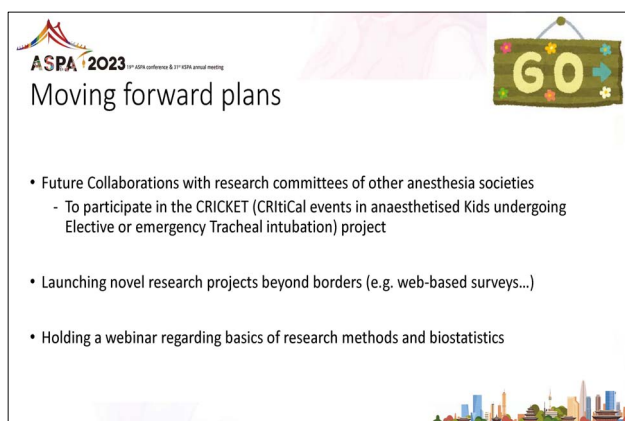 ASPA 2023 19th ASPA conference & 31st KSPA annual meeting
GO
Moving forward plans
• Future Collaborations with research committees of other anesthesia societies
- To participate in the CRICKET (CRItiCal events in anaesthetised Kids undergoing
Elective or emergency Tracheal intubation) project
• Launching novel research projects beyond borders (e.g. web-based surveys...)
• Holding a webinar regarding basics of research methods and biostatistics